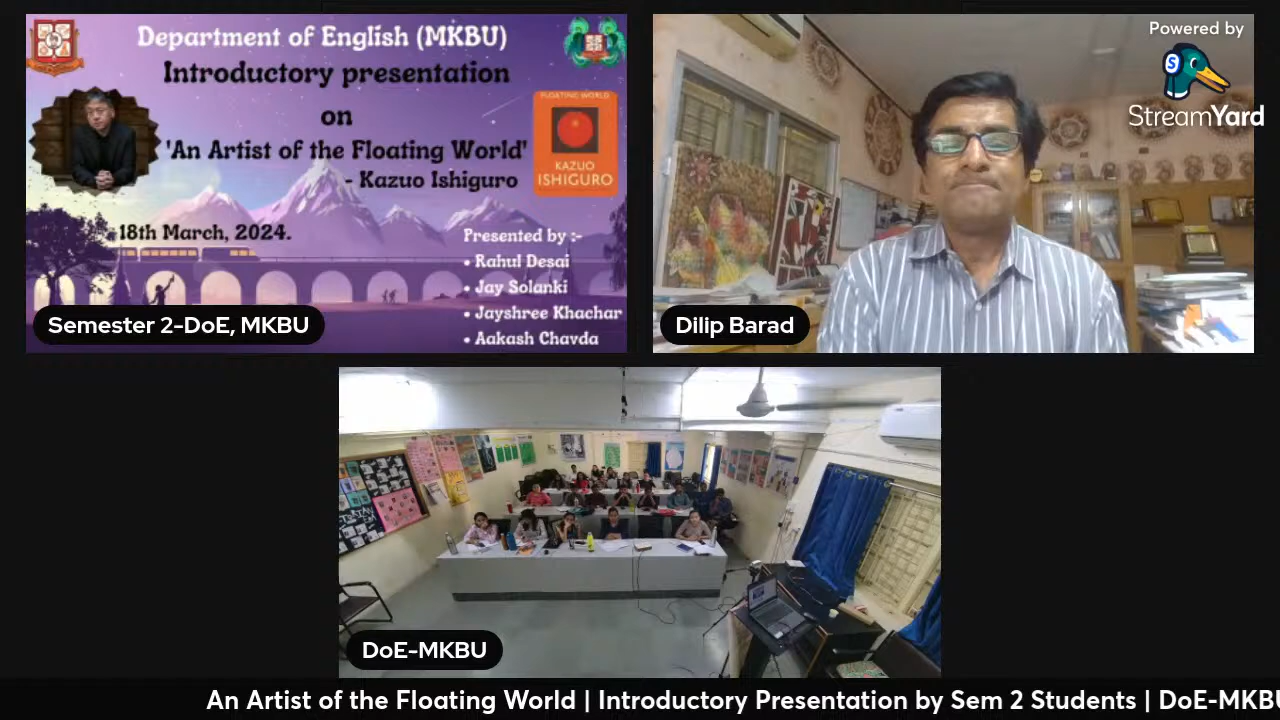 Department of English (MKBU)
Introductory presentation
on
'An Artist of the Floating World'
- Kazuo Ishiguro
FLOATING WORLD
KAZUO
ISHIGURO
18th March, 2024.
Presented by :-
• Rahul Desai
• Jay Solanki
• Jayshree Khachar
• Aakash Chavda
Semester 2-DoE, MKBU
Powered by
S
StreamYard
Dilip Barad
DoE-MKBU
An Artist of the Floating World | Introductory Presentation by Sem 2 Students | DoE-MKBU